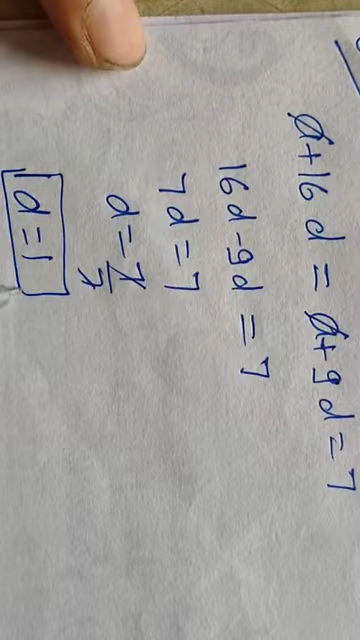 a+16d = a+9d = 7
16d-9d = 7
7d = 7
d = 7/7
d = 1